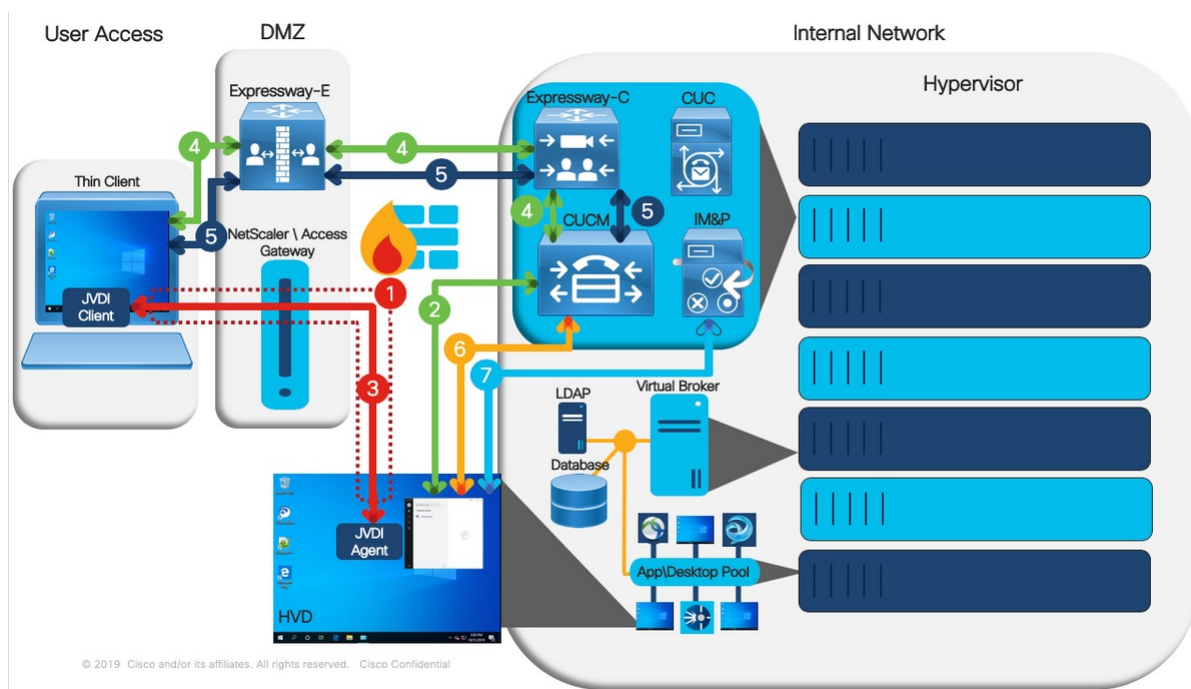 User Access
DMZ
Internal Network
Expressway-E
Expressway-C
CUC
Hypervisor
4
4
5
Thin Client
5
NetScaler \ Access
Gateway
4
CUCM
5
IM&P
JVDI
Client
1
2
6
7
3
LDAP
Virtual Broker
Database
JVDI
Agent
App\Desktop Pool
HVD
© 2019 Cisco and/or its affiliates. All rights reserved. Cisco Confidential